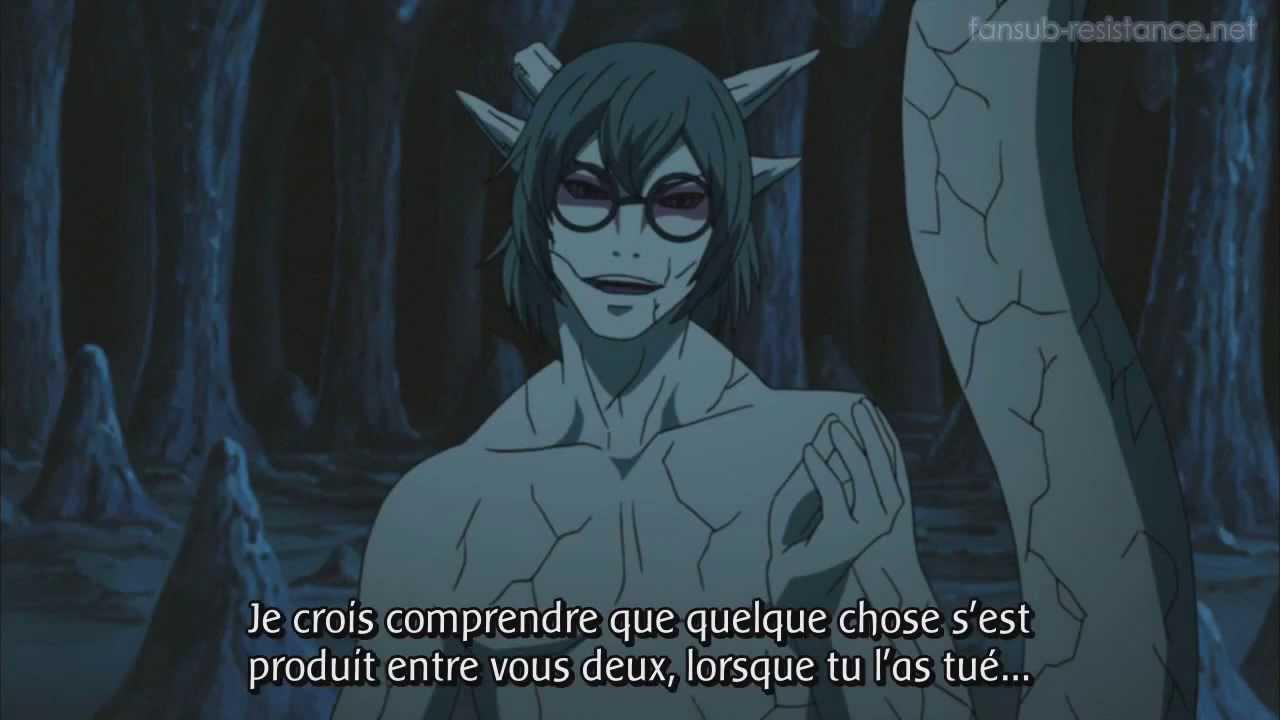 fansub-resistance.net
Je crois comprendre que quelque chose s’est
produit entre vous deux, lorsque tu l’as tué...